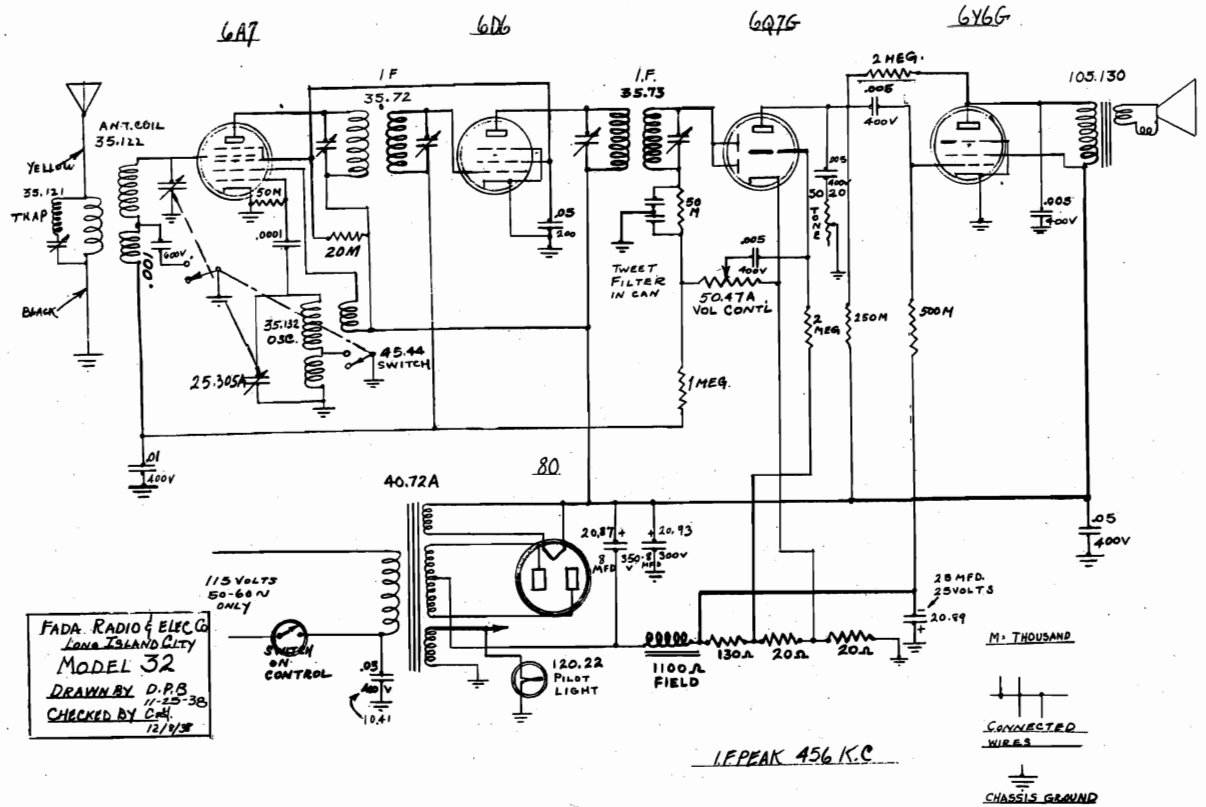 6A7
6D6
6Q7G
6Y6G
ANT. COIL
35.122
YELLOW
35.121
TRAP
BLACK
100'
600V
50M
.0001
20M
I F
35.72
35.132
OSC.
45.44
SWITCH
25.305A
.01
400V
.05
200
I.F.
35.73
50
M
TWEET
FILTER
IN CAN
.005
400V
50.47A
VOL CONT'L
1 MEG.
2
MEG
.005
400V
50
20
TONE
250M
2 MEG.
.005
400V
500M
105.130
.005
400V
.05
400V
40.72A
80
20.87
+
8
MFD
350
V
+
20.93
8
MFD
300V
25 MFD.
25VOLTS
20.89
+
1100Ω
FIELD
130Ω
20Ω
20Ω
115 VOLTS
50-60 N
ONLY
SWITCH
ON
CONTROL
.05
400 V
10.41
120.22
PILOT
LIGHT
FADA RADIO & ELEC Co
LONG ISLAND CITY
MODEL 32
DRAWN BY D.P.B
11-25-38
CHECKED BY
12/8/38
I.F PEAK 456 K.C
M = THOUSAND
CONNECTED
WIRES
CHASSIS GROUND